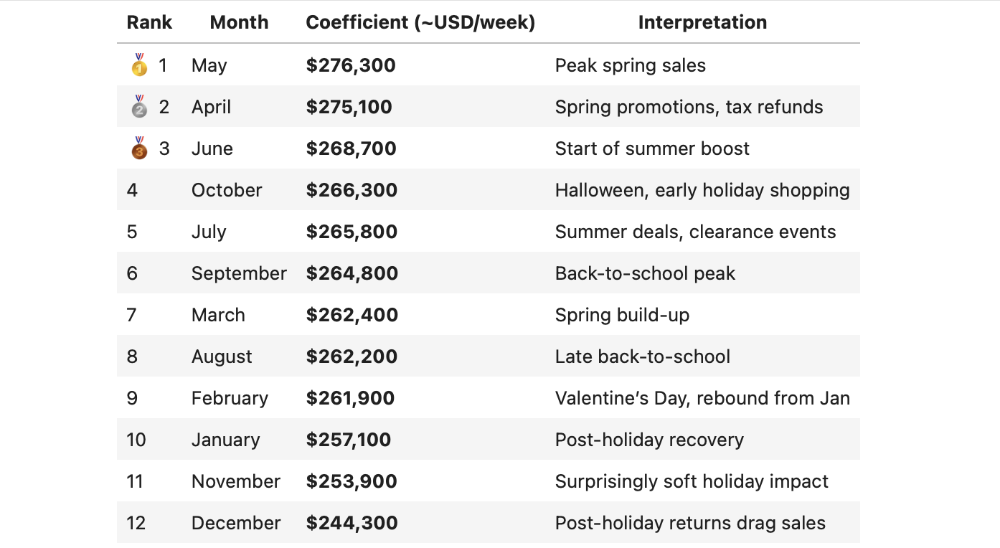 Rank Month Coefficient (~USD/week) Interpretation
🥇 1 May $276,300 Peak spring sales
🥈 2 April $275,100 Spring promotions, tax refunds
🥉 3 June $268,700 Start of summer boost
4 October $266,300 Halloween, early holiday shopping
5 July $265,800 Summer deals, clearance events
6 September $264,800 Back-to-school peak
7 March $262,400 Spring build-up
8 August $262,200 Late back-to-school
9 February $261,900 Valentine’s Day, rebound from Jan
10 January $257,100 Post-holiday recovery
11 November $253,900 Surprisingly soft holiday impact
12 December $244,300 Post-holiday returns drag sales